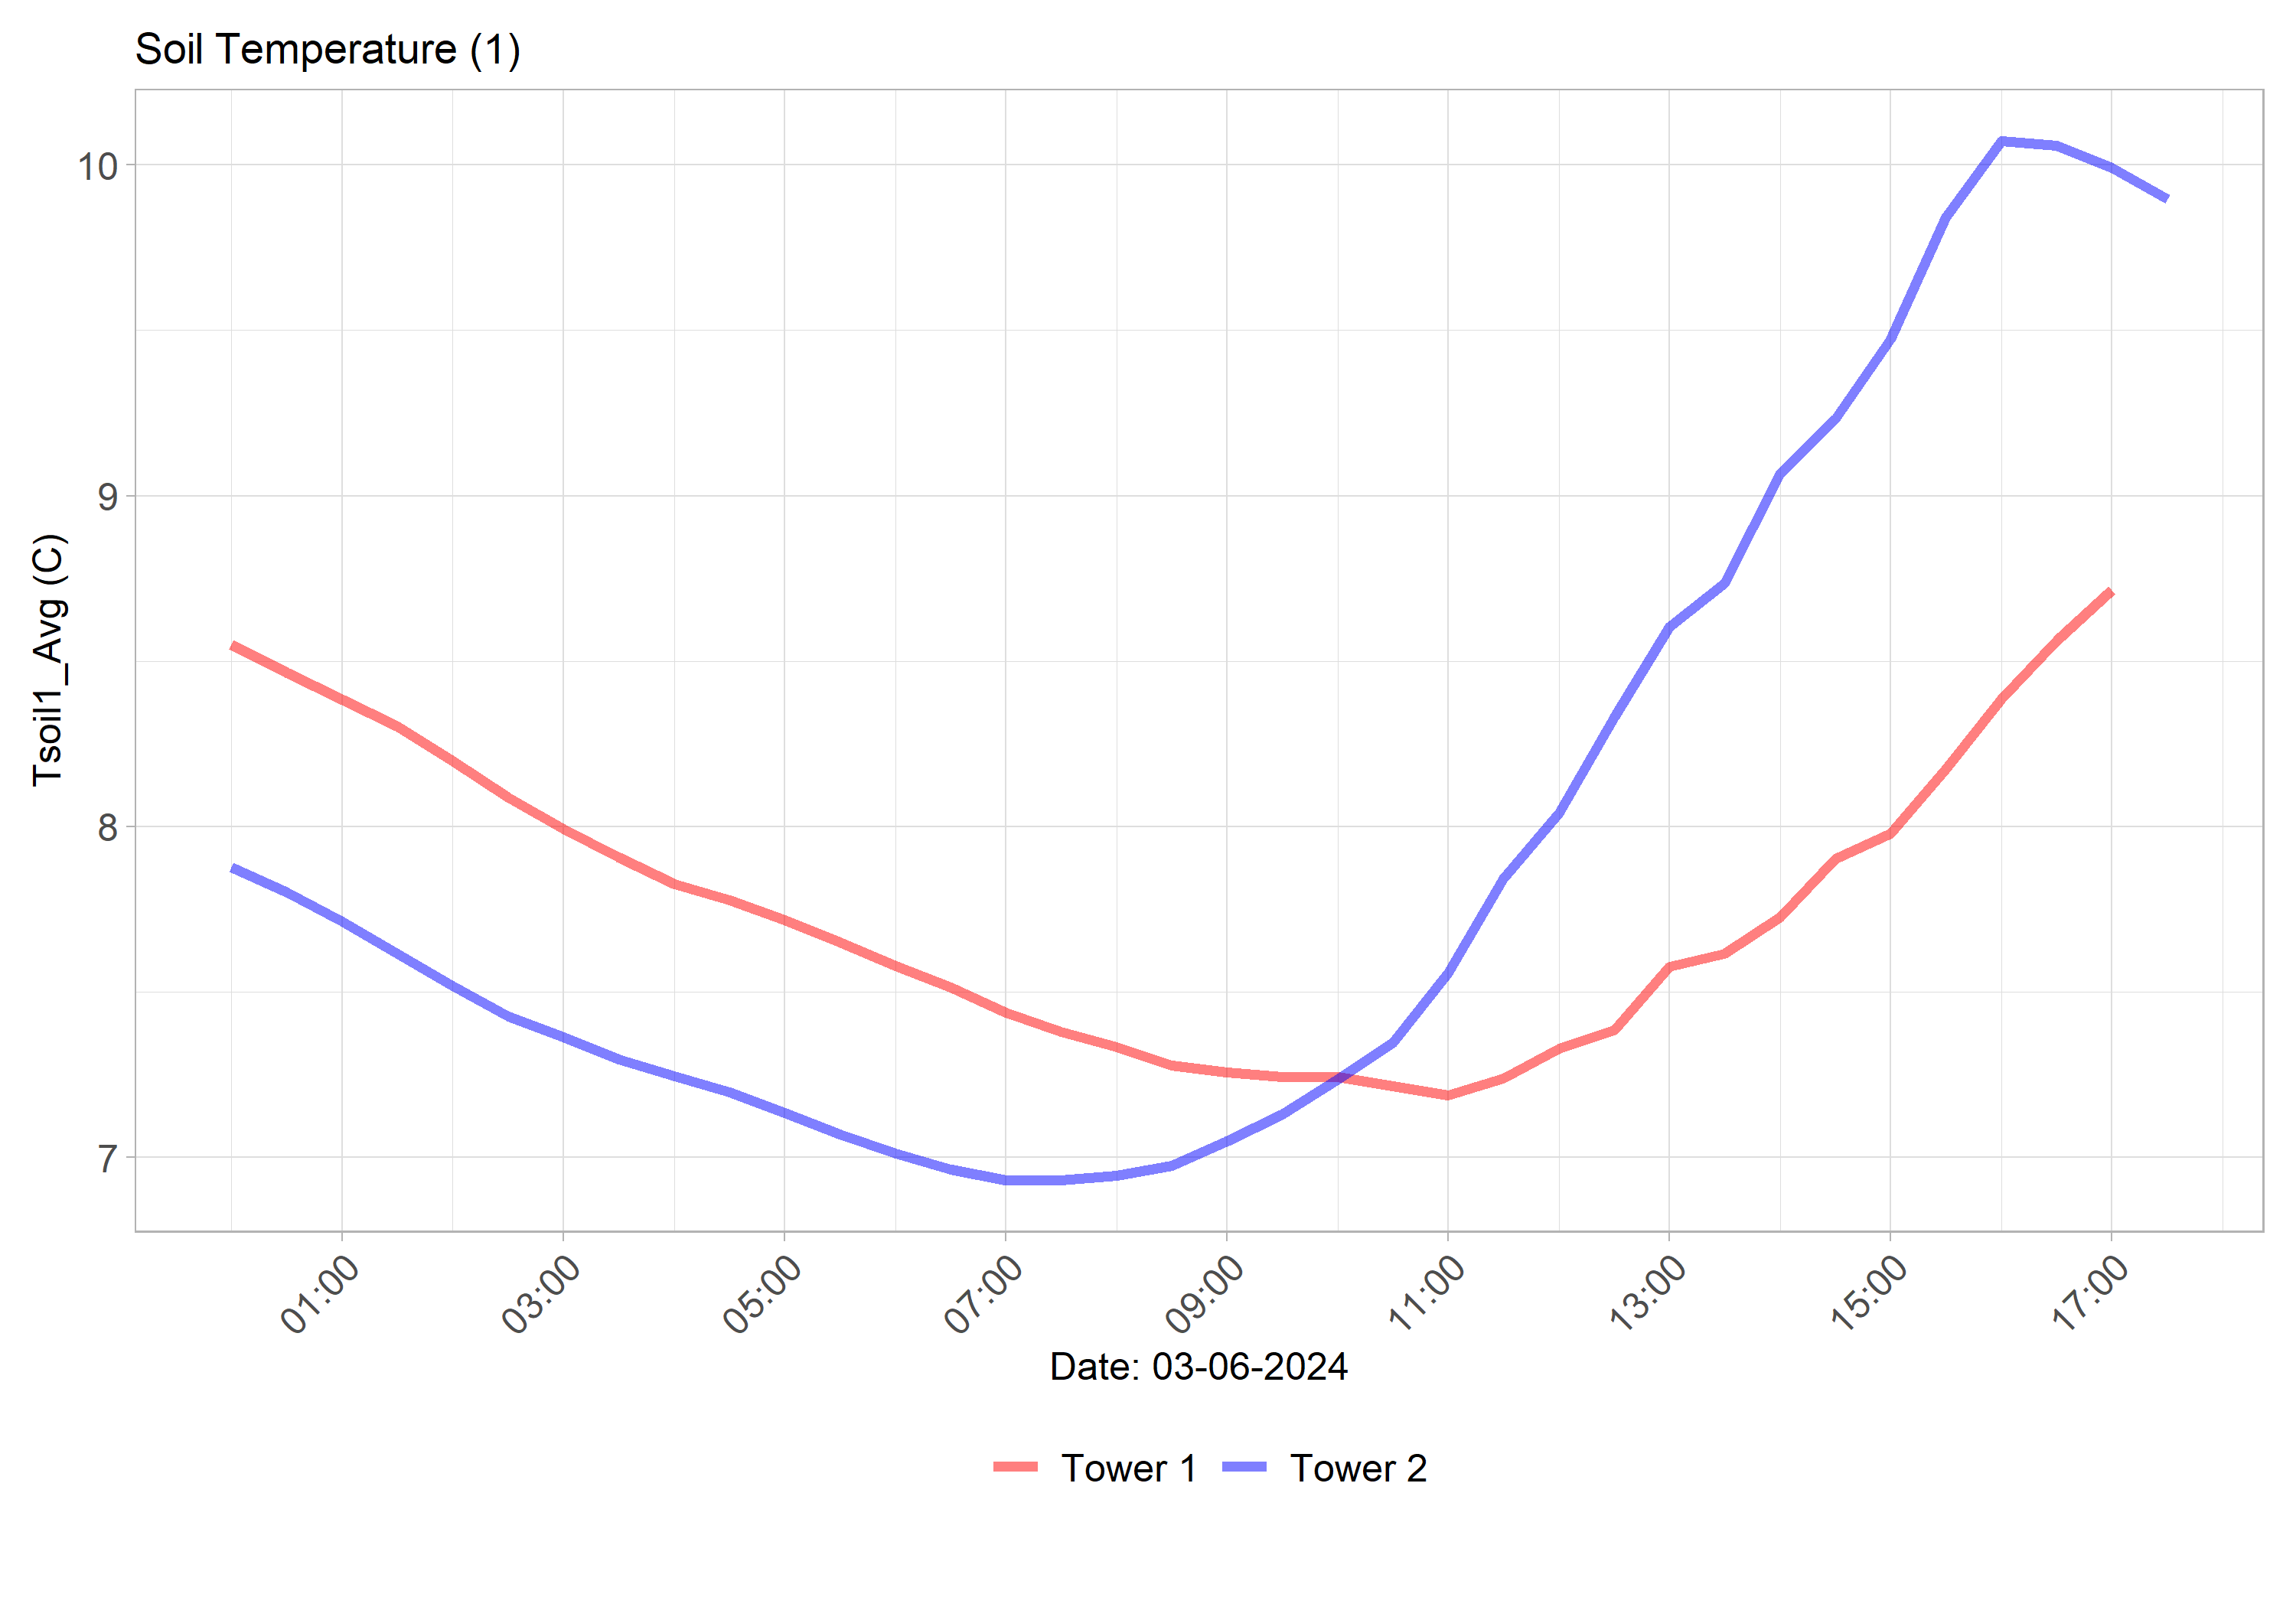 Soil Temperature (1)
Tsoil1_Avg (C)
10
9
8
7
01:00 03:00 05:00 07:00 09:00 11:00 13:00 15:00 17:00
Date: 03-06-2024
Tower 1 Tower 2